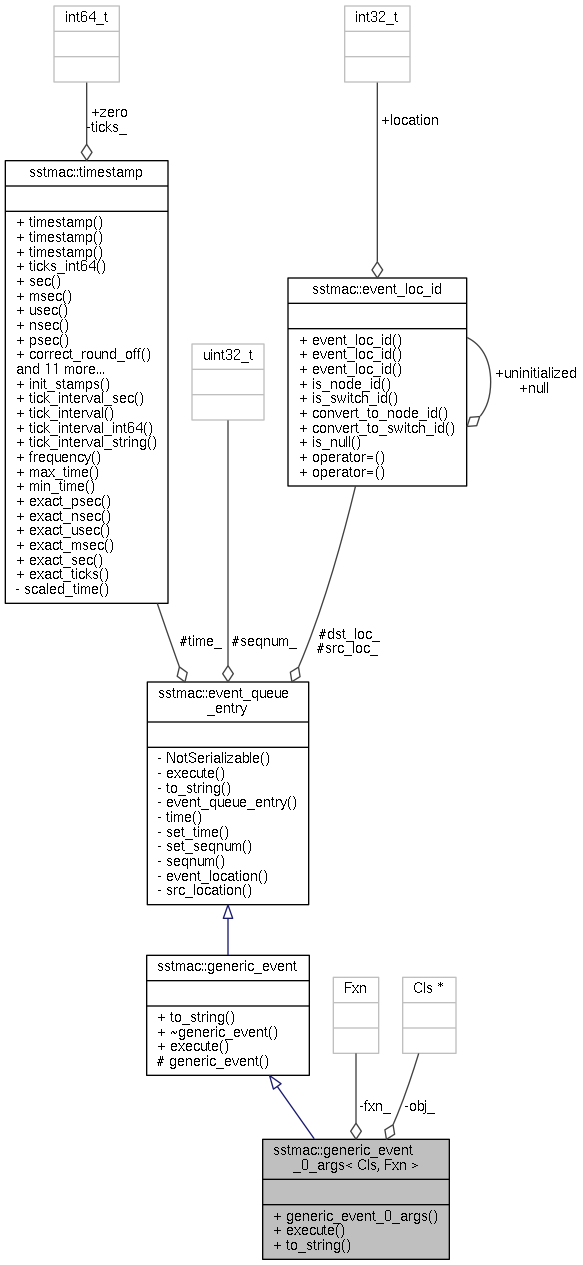 int64_t
int32_t
+zero
-ticks_
+location
sstmac::timestamp
+ timestamp()
+ timestamp()
+ timestamp()
+ ticks_int64()
+ sec()
+ msec()
+ usec()
+ nsec()
+ psec()
+ correct_round_off()
and 11 more...
+ init_stamps()
+ tick_interval_sec()
+ tick_interval()
+ tick_interval_int64()
+ tick_interval_string()
+ frequency()
+ max_time()
+ min_time()
+ exact_psec()
+ exact_nsec()
+ exact_usec()
+ exact_msec()
+ exact_sec()
+ exact_ticks()
- scaled_time()
uint32_t
sstmac::event_loc_id
+ event_loc_id()
+ event_loc_id()
+ event_loc_id()
+ is_node_id()
+ is_switch_id()
+ convert_to_node_id()
+ convert_to_switch_id()
+ is_null()
+ operator=()
+ operator=()
+uninitialized
+null
#time_
#seqnum_
#dst_loc_
#src_loc_
sstmac::event_queue
_entry
- NotSerializable()
- execute()
- to_string()
- event_queue_entry()
- time()
- set_time()
- set_seqnum()
- seqnum()
- event_location()
- src_location()
sstmac::generic_event
+ to_string()
+ ~generic_event()
+ execute()
# generic_event()
Fxn
Cls *
-fxn_
-obj_
sstmac::generic_event
_0_args< Cls, Fxn >
+ generic_event_0_args()
+ execute()
+ to_string()